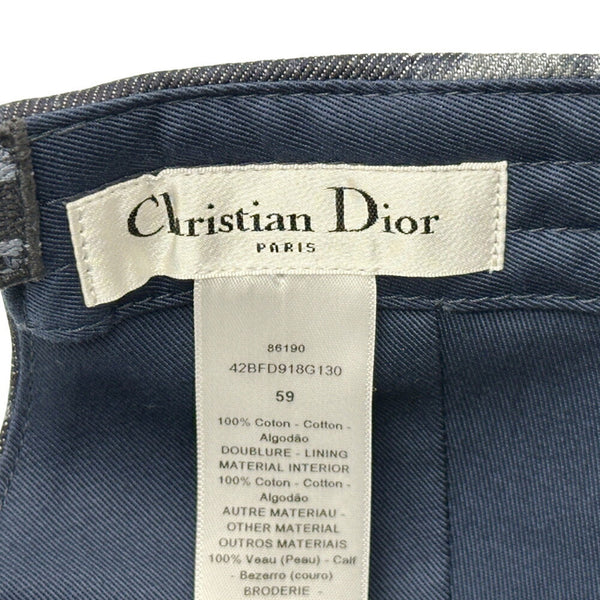 Christian Dior
PARIS
86190
42BFD918G130
59
100% Coton - Cotton -
Algodão
DOUBLURE - LINING
MATERIAL INTERIOR
100% Coton - Cotton -
Algodão
AUTRE MATERIAU -
OTHER MATERIAL
OUTROS MATERIAIS
100% Veau (Peau) - Calf
- Bezerro (couro)
BRODERIE -